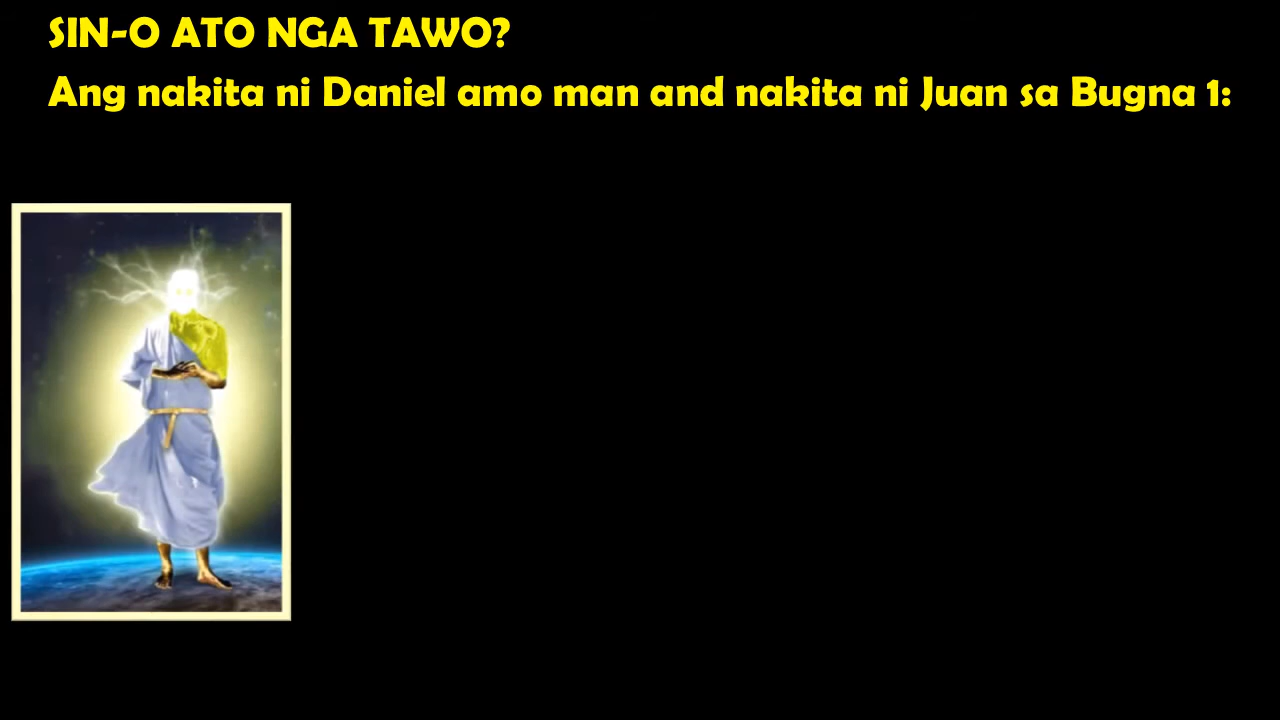 SIN-O ATO NGA TAWO?
Ang nakita ni Daniel amo man and nakita ni Juan sa Bugna 1: